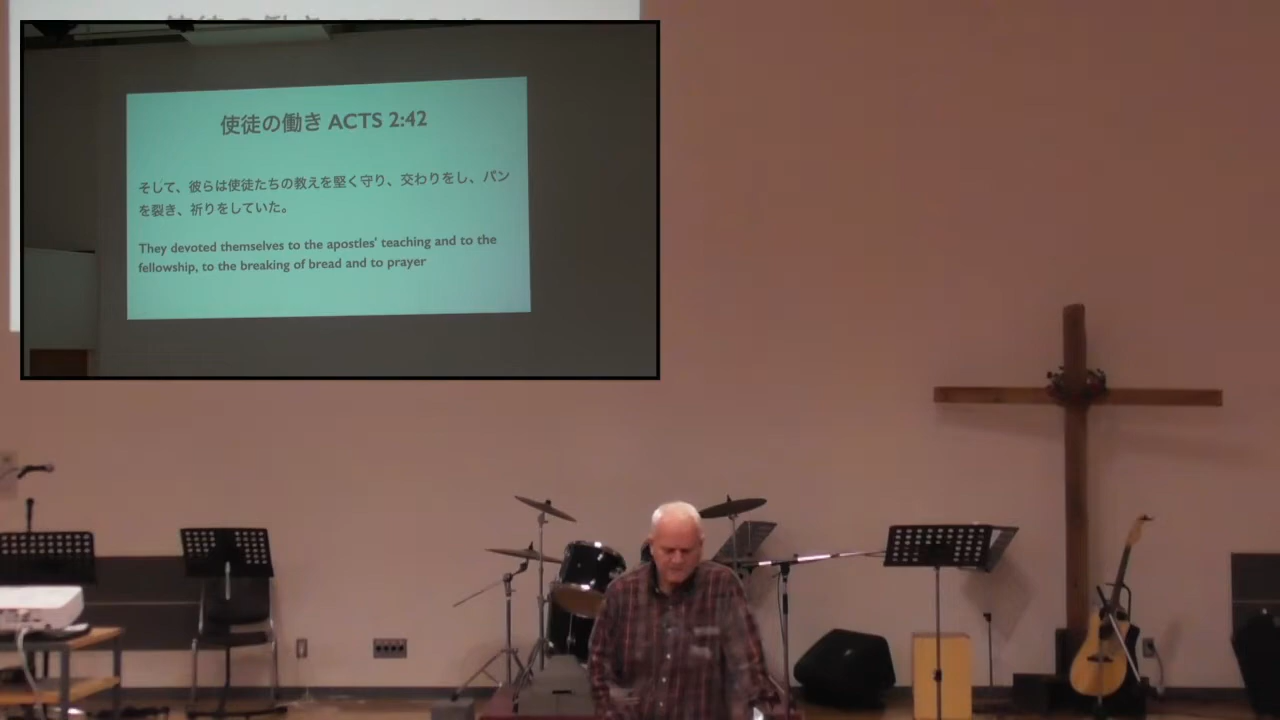 使徒の働き ACTS 2:42
そして、彼らは使徒たちの教えを堅く守り、交わりをし、パン
を裂き、祈りをしていた。
They devoted themselves to the apostles' teaching and to the
fellowship, to the breaking of bread and to prayer